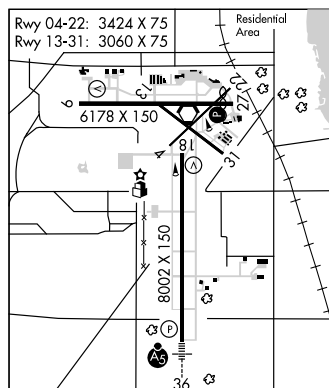 Rwy 04-22: 3424 X 75
Rwy 13-31: 3060 X 75
Residential
Area
V
13
22
9
27
P
6178 X 150
18
4
31
V
8002 X 150
P
A5
36